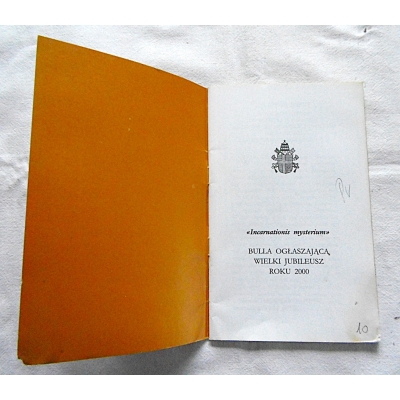 «Incarnationis mysterium»
BULLA OGŁASZAJĄCA
WIELKI JUBILEUSZ
ROKU 2000
10